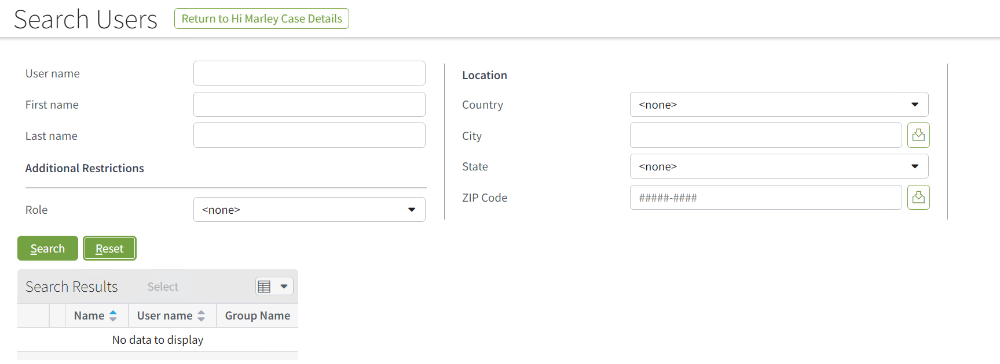 Search Users
Return to Hi Marley Case Details
User name
First name
Last name
Additional Restrictions
Role
<none>
Location
Country
<none>
City
State
<none>
ZIP Code
#####-####
Search
Reset
Search Results
Select
Name
User name
Group Name
No data to display